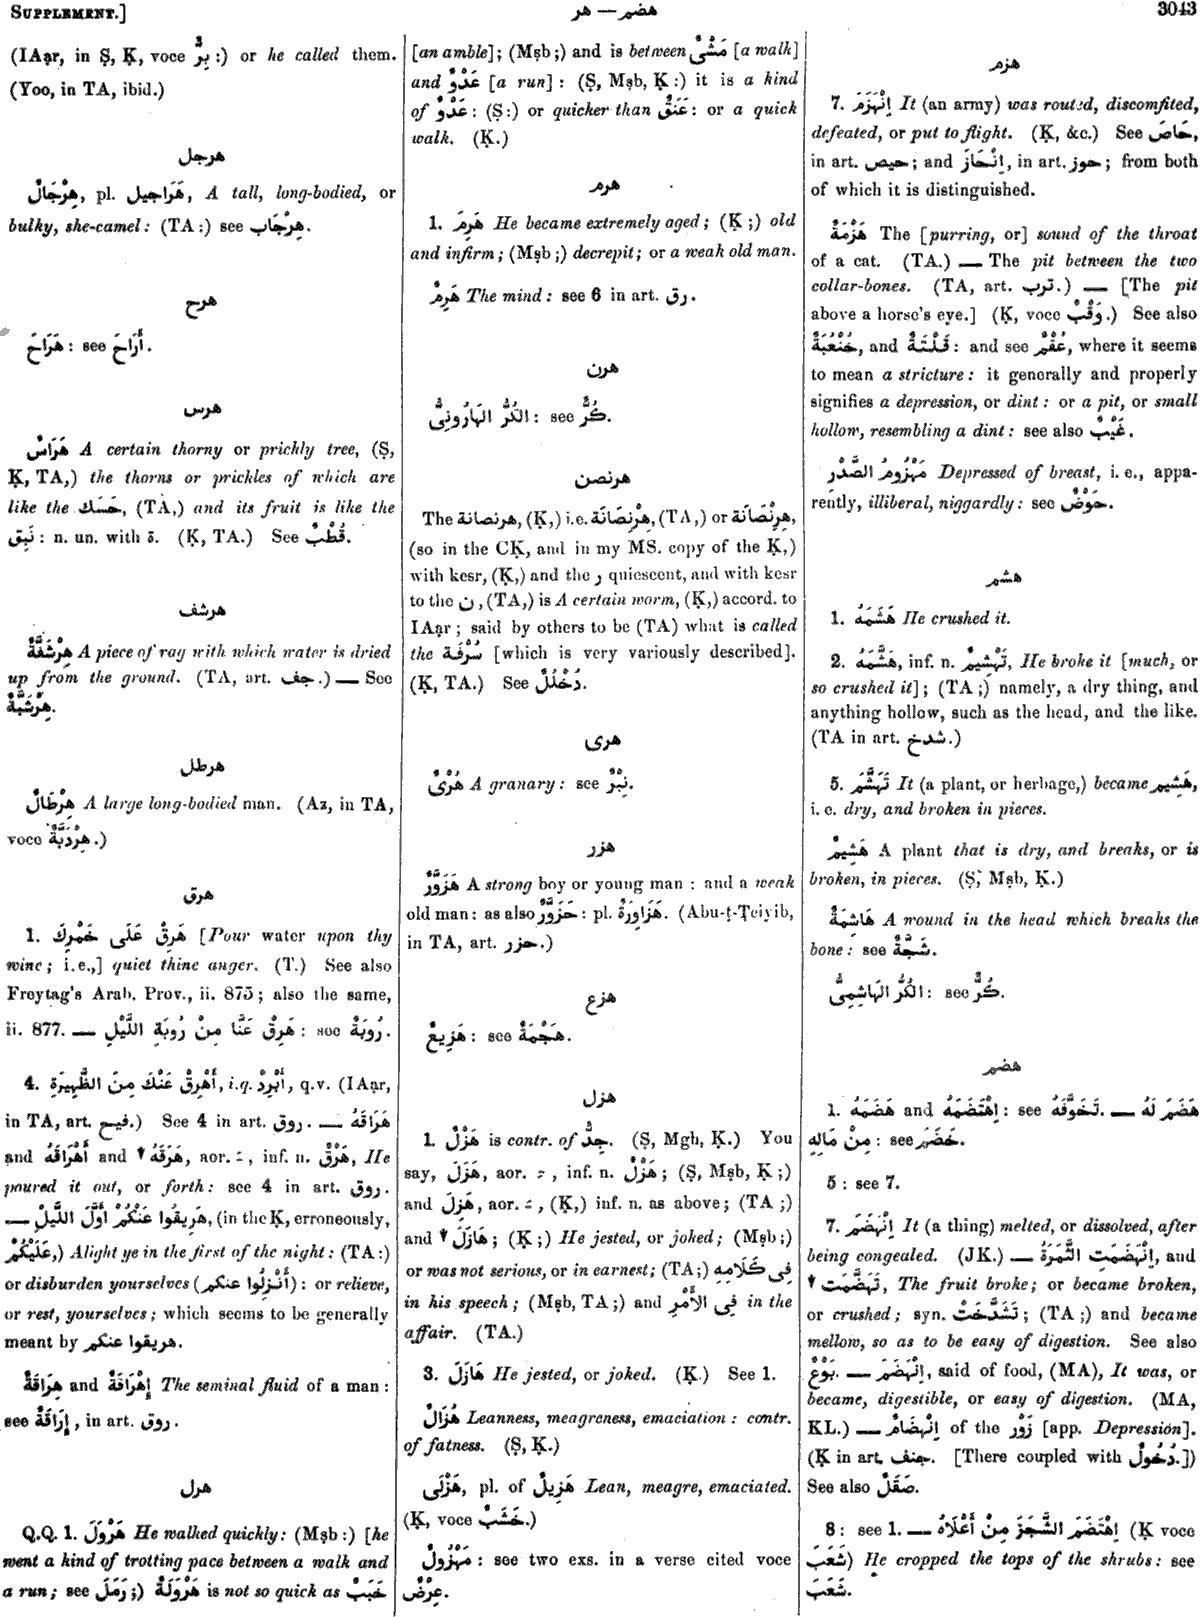 SUPPLEMENT.]
هضم — هر
3043
(IAạr, in Ṣ, Ḳ, voce بِرٌّ :) or he called them.
(Yoo, in TA, ibid.)
هرجل
هِرْجَالٌ, pl. هَرَاجِيل, A tall, long-bodied, or
bulky, she-camel: (TA:) see هِرْجَاب.
هرح
هَرَاحَ : see أَرَاحَ.
هرس
هَرَاسٌ A certain thorny or prickly tree, (Ṣ,
Ḳ, TA,) the thorns or prickles of which are
like the حَسَك, (TA,) and its fruit is like the
نَبِق : n. un. with ة. (Ḳ, TA.) See قُطْبٌ.
هرشف
هِرْشَفَّةٌ A piece of rag with which water is dried
up from the ground. (TA, art. جف.) — See
هِرْشَبَّةٌ.
هرطل
هِرْطَالٌ A large long-bodied man. (Az, in TA,
voce هِرْدَبَّةٌ.)
هرق
1. هَرِقْ عَلَى خَمْرِكَ [Pour water upon thy
wine; i.e.,] quiet thine anger. (T.) See also
Freytag's Arab. Prov., ii. 875; also the same,
ii. 877. — هَرِقْ عَنَّا مِنْ رُوبَةِ اللَّيْلِ : see رُوبَةٌ.
4. أَهْرِقْ عَنْكَ مِنَ الظَّهِيرَةِ, i.q. أَبْرِدْ, q.v. (IAạr,
in TA, art. فيح.) See 4 in art. روق. — هَرَاقَهُ
and أَهْرَاقَهُ and هَرَقَهُ, aor. ـَ, inf. n. هَرْقٌ, He
poured it out, or forth: see 4 in art. روق.
— هَرِيقُوا عَنْكُمْ أَوَّلَ اللَّيْلِ, (in the Ḳ, erroneously,
عَلَيْكُمْ,) Alight ye in the first of the night: (TA:)
or disburden yourselves (أَنْزِلُوا عنكم): or relieve,
or rest, yourselves; which seems to be generally
meant by هريقوا عنكم.
هِرَاقَةٌ and إِهْرَاقَةٌ The seminal fluid of a man:
see إِرَاقَةٌ, in art. روق.
هرل
Q.Q. 1. هَرْوَلَ He walked quickly: (Mṣb:) [he
went a kind of trotting pace between a walk and
a run; see رَمَلَ;) هَرْوَلَةٌ is not so quick as خَبَبٌ
[an amble]; (Mṣb;) and is between مَشْىٌ [a walk]
and عَدْوٌ [a run]: (Ṣ, Mṣb, Ḳ:) it is a kind
of عَدْوٌ: (Ṣ:) or quicker than عَنَقٌ: or a quick
walk. (Ḳ.)
هرم
1. هَرِمَ He became extremely aged; (Ḳ;) old
and infirm; (Mṣb;) decrepit; or a weak old man.
هَرِمٌ The mind: see 6 in art. رق.
هرن
الكُرُّ الهَارُونِىُّ: see كُرٌّ.
هرنصن
The هرنصانة, (Ḳ,) i.e. هَرْنِصَانَة, (TA,) or هِرِنْصَانَة,
(so in the CḲ, and in my MS. copy of the Ḳ,)
with kesr, (Ḳ,) and the ر quiescent, and with kesr
to the ن, (TA,) is A certain worm, (Ḳ,) accord. to
IAạr; said by others to be (TA) what is called
the سُرْفَة [which is very variously described].
(Ḳ, TA.) See دُخْلُلٌ.
هرى
هُرْىٌ A granary: see نِبْرٌ.
هزر
هَزَوَّرٌ A strong boy or young man: and a weak
old man: as also حَزَوَّرٌ: pl. هَزَاوِرَةٌ. (Abu-ṭ-Ṭeiyib,
in TA, art. حزر.)
هزع
هَزِيعٌ : see هَجْمَةٌ.
هزل
1. هَزْلٌ is contr. of جِدٌّ. (Ṣ, Mgh, Ḳ.) You
say, هَزَلَ, aor. ـِ, inf. n. هَزْلٌ; (Ṣ, Mṣb, Ḳ;)
and هَزِلَ, aor. ـَ, (Ḳ,) inf. n. as above; (TA;)
and هَازَلَ; (Ḳ;) He jested, or joked; (Mṣb;)
or was not serious, or in earnest; (TA;) فِى كَلَامِهِ
in his speech; (Mṣb, TA;) and فِى الأَمْرِ in the
affair. (TA.)
3. هَازَلَ He jested, or joked. (Ḳ.) See 1.
هُزَالٌ Leanness, meagreness, emaciation: contr.
of fatness. (Ṣ, Ḳ.)
هَزْلَى, pl. of هَزِيلٌ Lean, meagre, emaciated.
(Ḳ, voce خَشَبٌ.)
مَهْزُولٌ : see two exs. in a verse cited voce
عِرْضٌ.
هزم
7. اِنْهَزَمَ It (an army) was routed, discomfited,
defeated, or put to flight. (Ḳ, &c.) See حَاصَ,
in art. حيص; and اِنْحَازَ, in art. حوز; from both
of which it is distinguished.
هَزْمَةٌ The [purring, or] sound of the throat
of a cat. (TA.) — The pit between the two
collar-bones. (TA, art. ترب.) — [The pit
above a horse's eye.] (Ḳ, voce وَقْبٌ.) See also
خُنْعُبَةٌ, and قَلْتَةٌ: and see عُقْمٌ, where it seems
to mean a stricture: it generally and properly
signifies a depression, or dint: or a pit, or small
hollow, resembling a dint: see also غَيْبٌ.
مَهْزُومُ الصَّدْرِ Depressed of breast, i.e., appa-
rently, illiberal, niggardly: see حَوْضٌ.
هشم
1. هَشَمَهُ He crushed it.
2. هَشَّمَهُ, inf. n. تَهْشِيمٌ, He broke it [much, or
so crushed it]; (TA;) namely, a dry thing, and
anything hollow, such as the head, and the like.
(TA in art. شدخ.)
5. تَهَشَّمَ It (a plant, or herbage,) became هَشِيم,
i.e. dry, and broken in pieces.
هَشِيمٌ A plant that is dry, and breaks, or is
broken, in pieces. (Ṣ, Mṣb, Ḳ.)
هَاشِمَةٌ A wound in the head which breaks the
bone: see شَجَّةٌ.
الكُرُّ الهَاشِمِىُّ: see كُرٌّ.
هضم
1. هَضَمَهُ and اِهْتَضَمَهُ: see تَخَوَّفَهُ. — هَضَمَ لَهُ
مِنْ مَالِهِ : see خَضَمَ.
5 : see 7.
7. اِنْهَضَمَ It (a thing) melted, or dissolved, after
being congealed. (JK.) — اِنْهَضَمَتِ الثَّمَرَةُ, and
تَهَضَّمَت, The fruit broke; or became broken,
or crushed; syn. تَشَدَّخَتْ; (TA;) and became
mellow, so as to be easy of digestion. See also
بَوْغٌ. — اِنْهَضَمَ, said of food, (MA), It was, or
became, digestible, or easy of digestion. (MA,
KL.) — اِنْهِضَامٌ of the زَوْر [app. Depression].
(Ḳ in art. جنف. [There coupled with دُخُولٌ.])
See also صَقَلٌ.
8: see 1. — اِهْتَضَمَ الشَّجَرَ مِنْ أَعْلَاهُ (Ḳ voce
شَعَبَ) He cropped the tops of the shrubs: see
شَعَبَ.